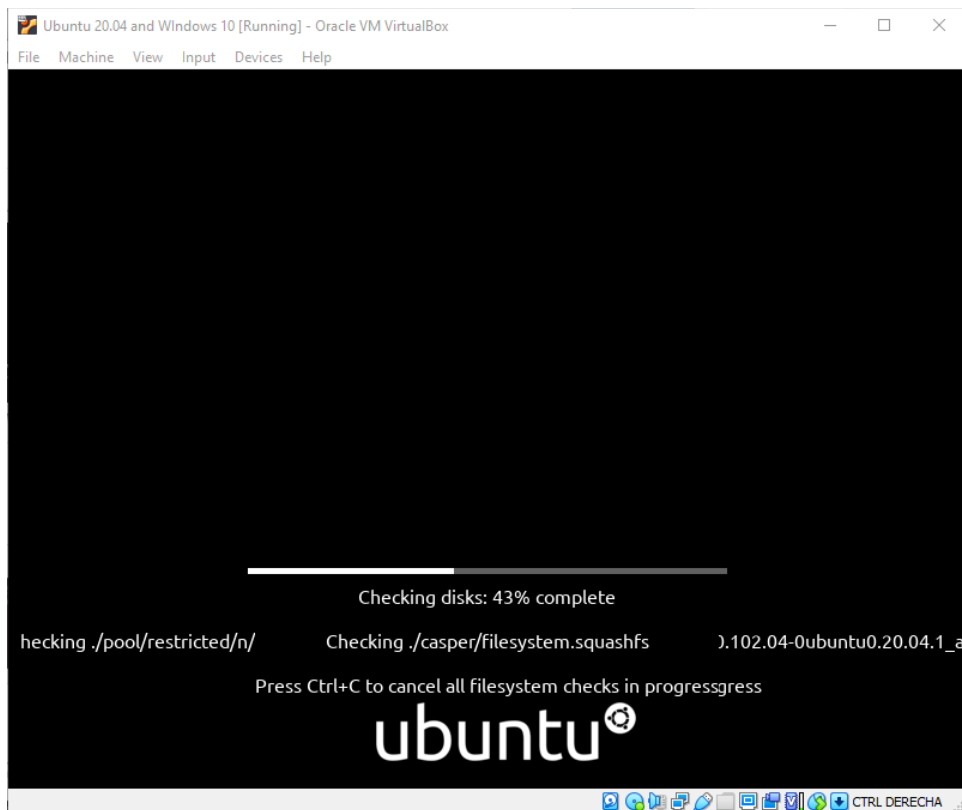 Ubuntu 20.04 and WIndows 10 [Running] - Oracle VM VirtualBox
File Machine View Input Devices Help
Checking disks: 43% complete
hecking ./pool/restricted/n/ Checking ./casper/filesystem.squashfs 0.102.04-0ubuntu0.20.04.1_a
Press Ctrl+C to cancel all filesystem checks in progressgress
ubuntu
CTRL DERECHA